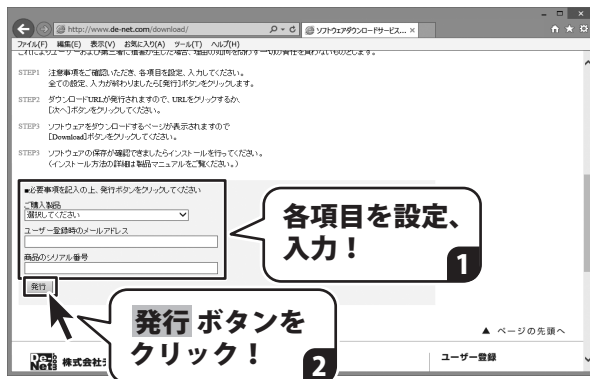 http://www.de-net.com/download/
ソフトウェアダウンロードサービス...
ファイル(F) 編集(E) 表示(V) お気に入り(A) ツール(T) ヘルプ(H)
STEP1 注意事項をご確認いただき、各項目を設定、入力してください。
全ての設定、入力が終わりましたら[発行]ボタンをクリックします。
STEP2 ダウンロードURLが発行されますので、URLをクリックするか、
[次へ]ボタンをクリックしてください。
STEP3 ソフトウェアをダウンロードするページが表示されますので
[Download]ボタンをクリックしてください。
STEP3 ソフトウェアの保存が確認できましたらインストールを行ってください。
(インストール方法の詳細は製品マニュアルをご覧ください。)
■必要事項を記入の上、発行ボタンをクリックしてください
ご購入製品
選択してください
ユーザー登録時のメールアドレス
商品のシリアル番号
発行
各項目を設定、
入力！
1
発行 ボタンを
クリック！
2
▲ ページの先頭へ
De-Net 株式会社デ
ユーザー登録